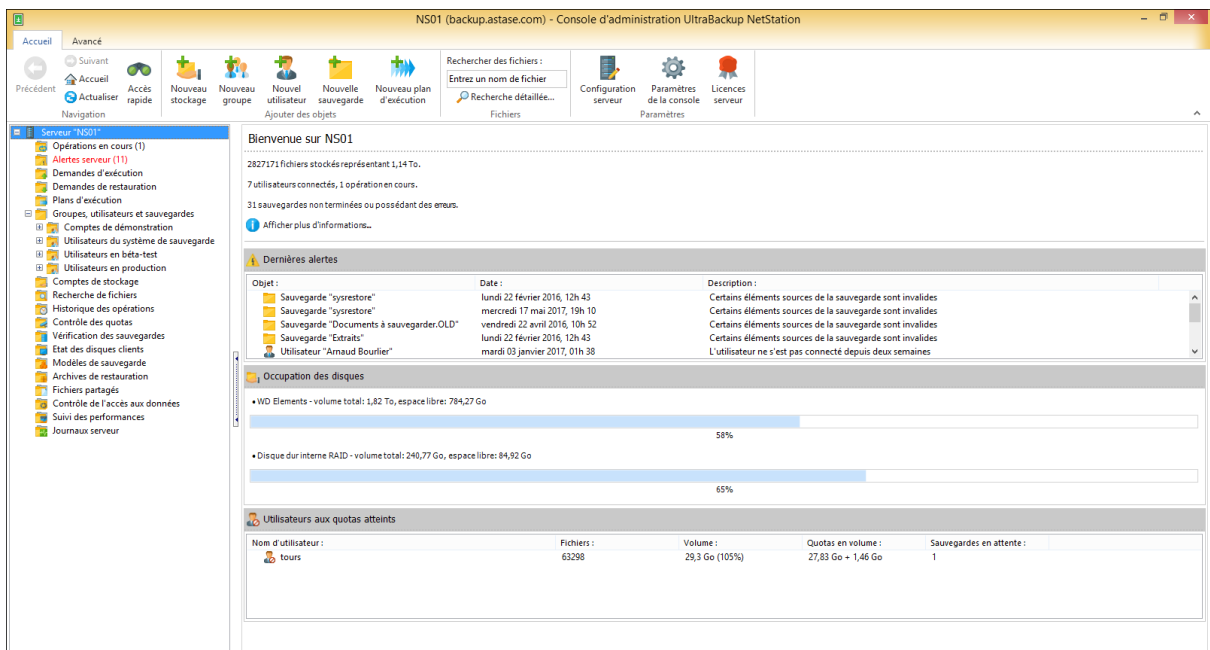 NS01 (backup.astase.com) - Console d'administration UltraBackup NetStation
Accueil Avancé
Précédent
Suivant
Accueil
Actualiser
Accès rapide
Navigation
Nouveau stockage
Nouveau groupe
Nouvel utilisateur
Nouvelle sauvegarde
Nouveau plan d'exécution
Ajouter des objets
Rechercher des fichiers :
Entrez un nom de fichier
Recherche détaillée...
Fichiers
Configuration serveur
Paramètres de la console
Licences serveur
Paramètres
Serveur "NS01"
Opérations en cours (1)
Alertes serveur (11)
Demandes d'exécution
Demandes de restauration
Plans d'exécution
Groupes, utilisateurs et sauvegardes
Comptes de démonstration
Utilisateurs du système de sauvegarde
Utilisateurs en béta-test
Utilisateurs en production
Comptes de stockage
Recherche de fichiers
Historique des opérations
Contrôle des quotas
Vérification des sauvegardes
Etat des disques clients
Modèles de sauvegarde
Archives de restauration
Fichiers partagés
Contrôle de l'accès aux données
Suivi des performances
Journaux serveur
Bienvenue sur NS01
2827171 fichiers stockés représentant 1,14 To.
7 utilisateurs connectés, 1 opération en cours.
31 sauvegardes non terminées ou possédant des erreurs.
Afficher plus d'informations...
Dernières alertes
Objet : Date : Description :
Sauvegarde "sysrestore" lundi 22 février 2016, 12h 43 Certains éléments sources de la sauvegarde sont invalides
Sauvegarde "sysrestore" mercredi 17 mai 2017, 19h 10 Certains éléments sources de la sauvegarde sont invalides
Sauvegarde "Documents à sauvegarder.OLD" vendredi 22 avril 2016, 10h 52 Certains éléments sources de la sauvegarde sont invalides
Sauvegarde "Extraits" lundi 22 février 2016, 12h 43 Certains éléments sources de la sauvegarde sont invalides
Utilisateur "Arnaud Bourlier" mardi 03 janvier 2017, 01h 38 L'utilisateur ne s'est pas connecté depuis deux semaines
Occupation des disques
• WD Elements - volume total: 1,82 To, espace libre: 784,27 Go
58%
• Disque dur interne RAID - volume total: 240,77 Go, espace libre: 84,92 Go
65%
Utilisateurs aux quotas atteints
Nom d'utilisateur : Fichiers : Volume : Quotas en volume : Sauvegardes en attente :
tours 63298 29,3 Go (105%) 27,83 Go + 1,46 Go 1